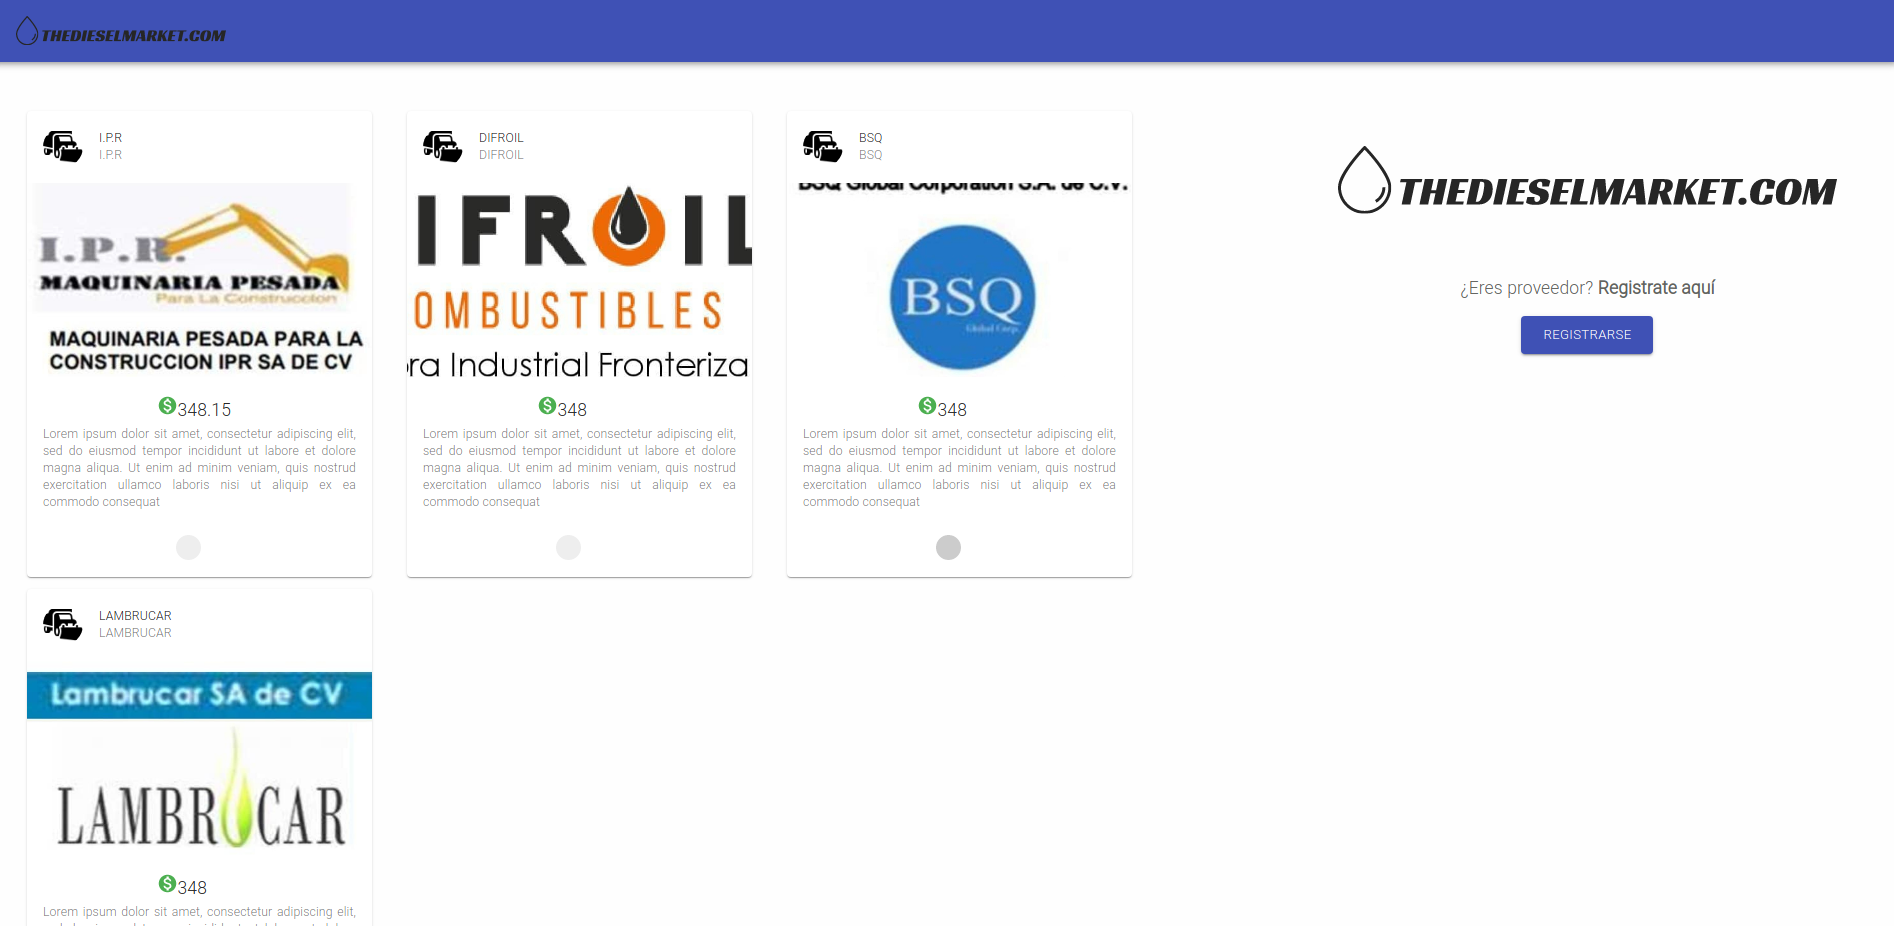 THEDIESELMARKET.COM
I.P.R
I.P.R
I.P.R.
MAQUINARIA PESADA
Para La Construccion
MAQUINARIA PESADA PARA LA
CONSTRUCCION IPR SA DE CV
$348.15
Lorem ipsum dolor sit amet, consectetur adipiscing elit,
sed do eiusmod tempor incididunt ut labore et dolore
magna aliqua. Ut enim ad minim veniam, quis nostrud
exercitation ullamco laboris nisi ut aliquip ex ea
commodo consequat
DIFROIL
DIFROIL
IFROIL
OMBUSTIBLES
ora Industrial Fronteriza
$348
Lorem ipsum dolor sit amet, consectetur adipiscing elit,
sed do eiusmod tempor incididunt ut labore et dolore
magna aliqua. Ut enim ad minim veniam, quis nostrud
exercitation ullamco laboris nisi ut aliquip ex ea
commodo consequat
BSQ
BSQ
BSQ Global Corporation S.A. de C.V.
BSQ
Global Corp.
$348
Lorem ipsum dolor sit amet, consectetur adipiscing elit,
sed do eiusmod tempor incididunt ut labore et dolore
magna aliqua. Ut enim ad minim veniam, quis nostrud
exercitation ullamco laboris nisi ut aliquip ex ea
commodo consequat
LAMBRUCAR
LAMBRUCAR
Lambrucar SA de CV
LAMBRUCAR
$348
Lorem ipsum dolor sit amet, consectetur adipiscing elit,
THEDIESELMARKET.COM
¿Eres proveedor? Registrate aquí
REGISTRARSE